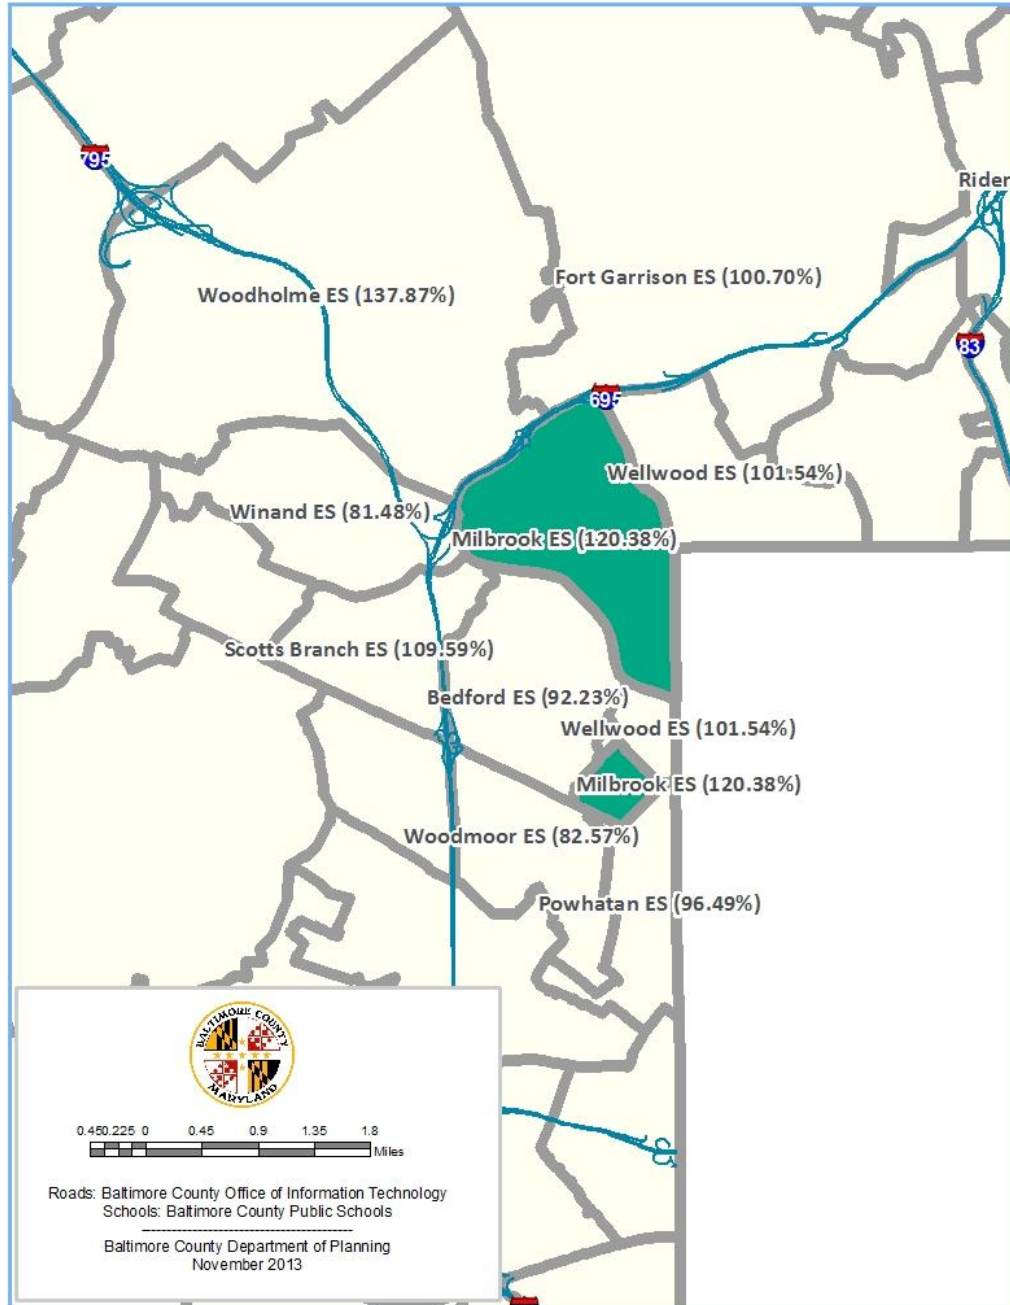 795
Rider
Fort Garrison ES (100.70%)
Woodholme ES (137.87%)
83
695
Wellwood ES (101.54%)
Winand ES (81.48%)
Milbrook ES (120.38%)
Scotts Branch ES (109.59%)
Bedford ES (92.23%)
Wellwood ES (101.54%)
Milbrook ES (120.38%)
Woodmoor ES (82.57%)
Powhatan ES (96.49%)
BALTIMORE COUNTY
MARYLAND
0.45 0.225 0 0.45 0.9 1.35 1.8
Miles
Roads: Baltimore County Office of Information Technology
Schools: Baltimore County Public Schools
Baltimore County Department of Planning
November 2013